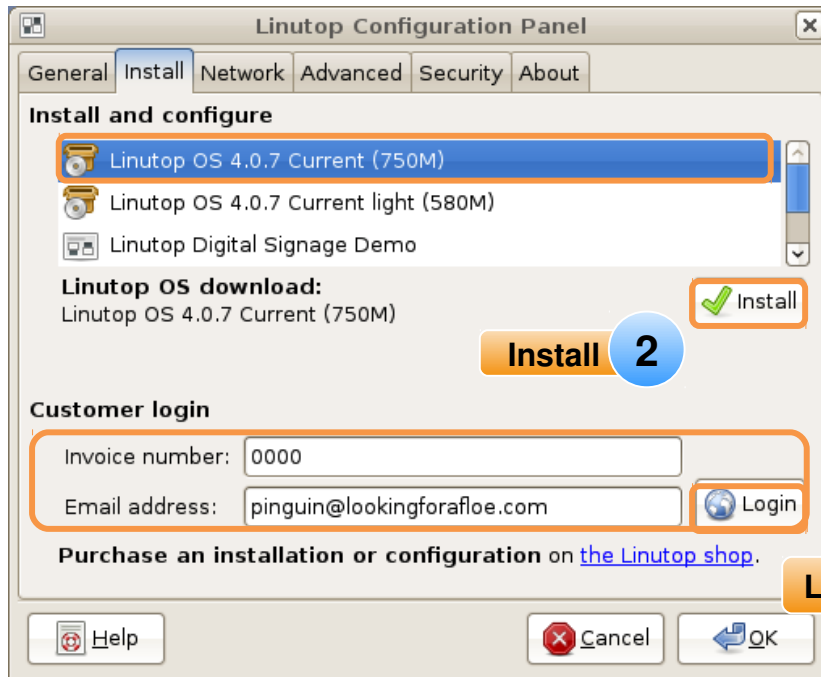 Linutop Configuration Panel
General Install Network Advanced Security About
Install and configure
Linutop OS 4.0.7 Current (750M)
Linutop OS 4.0.7 Current light (580M)
Linutop Digital Signage Demo
Linutop OS download:
Linutop OS 4.0.7 Current (750M)
Install
Install 2
Customer login
Invoice number: 0000
Email address: pinguin@lookingforafloe.com
Login
Purchase an installation or configuration on the Linutop shop.
L
Help Cancel OK